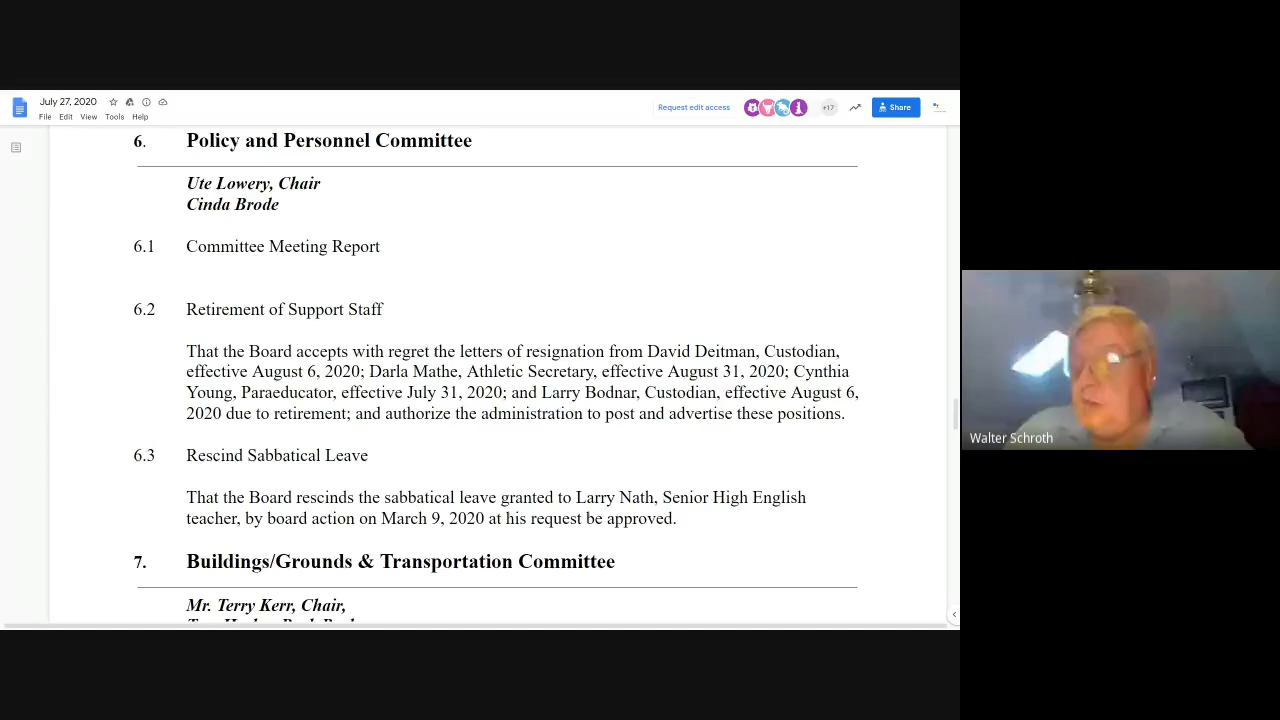 July 27, 2020
File Edit View Tools Help
Request edit access
+17
Share
6. Policy and Personnel Committee
Ute Lowery, Chair
Cinda Brode
6.1 Committee Meeting Report
6.2 Retirement of Support Staff
That the Board accepts with regret the letters of resignation from David Deitman, Custodian,
effective August 6, 2020; Darla Mathe, Athletic Secretary, effective August 31, 2020; Cynthia
Young, Paraeducator, effective July 31, 2020; and Larry Bodnar, Custodian, effective August 6,
2020 due to retirement; and authorize the administration to post and advertise these positions.
6.3 Rescind Sabbatical Leave
That the Board rescinds the sabbatical leave granted to Larry Nath, Senior High English
teacher, by board action on March 9, 2020 at his request be approved.
7. Buildings/Grounds & Transportation Committee
Mr. Terry Kerr, Chair,
Walter Schroth